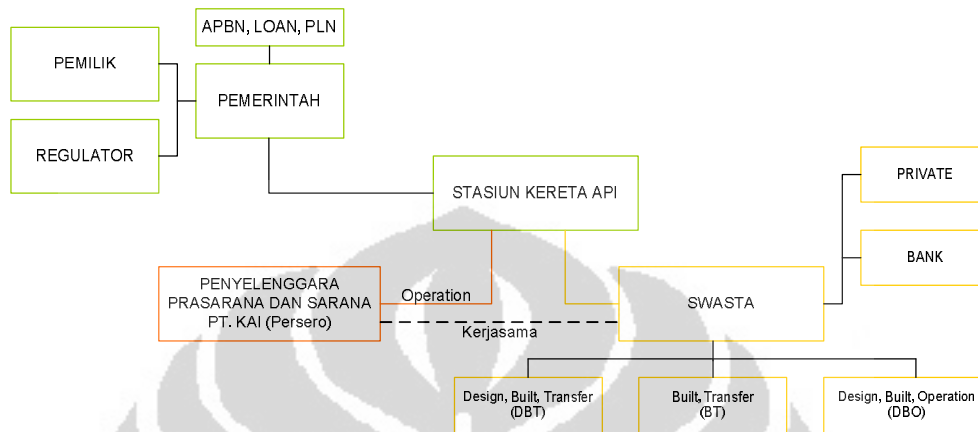 APBN, LOAN, PLN
PEMILIK
PEMERINTAH
REGULATOR
STASIUN KERETA API
PRIVATE
BANK
PENYELENGGARA
PRASARANA DAN SARANA
PT. KAI (Persero)
Operation
Kerjasama
SWASTA
Design, Built, Transfer
(DBT)
Built, Transfer
(BT)
Design, Built, Operation
(DBO)